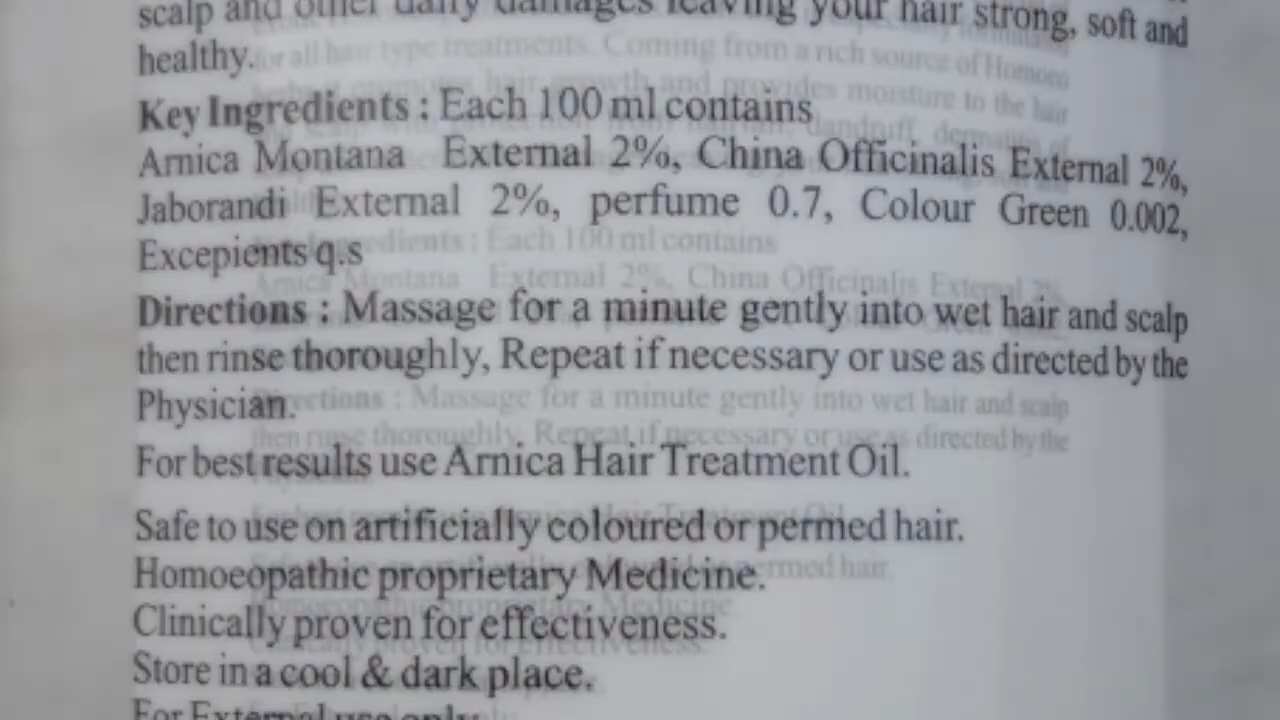 scalp and other daily damages leaving your hair strong, soft and
healthy.
Key Ingredients : Each 100 ml contains
Arnica Montana External 2%, China Officinalis External 2%,
Jaborandi External 2%, perfume 0.7, Colour Green 0.002,
Excepients q.s
Directions : Massage for a minute gently into wet hair and scalp
then rinse thoroughly, Repeat if necessary or use as directed by the
Physician.
For best results use Arnica Hair Treatment Oil.
Safe to use on artificially coloured or permed hair.
Homoeopathic proprietary Medicine.
Clinically proven for effectiveness.
Store in a cool & dark place.
For External use only.